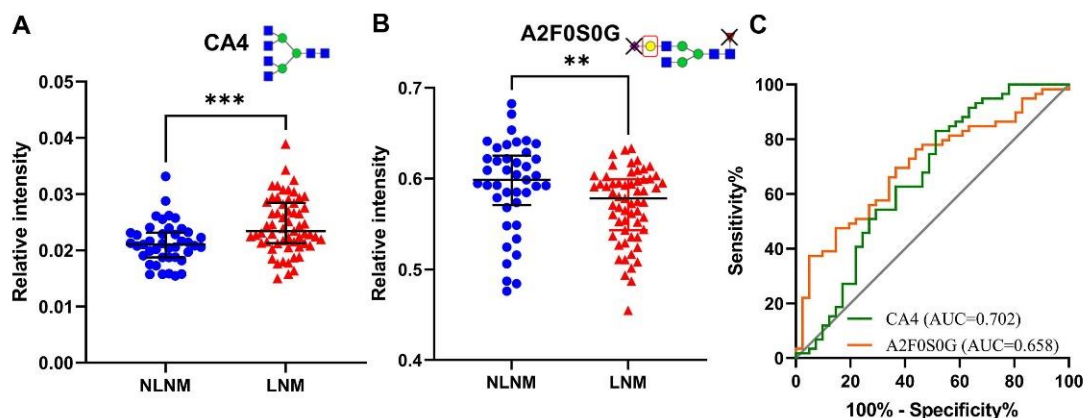 A
CA4
0.05
0.04
0.03
0.02
0.01
0.00
Relative intensity
***
NLNM
LNM
B
A2F0S0G
0.7
0.6
0.5
0.4
Relative intensity
**
NLNM
LNM
C
100
80
60
40
20
0
Sensitivity%
CA4 (AUC=0.702)
A2F0S0G (AUC=0.658)
0 20 40 60 80 100
100% - Specificity%